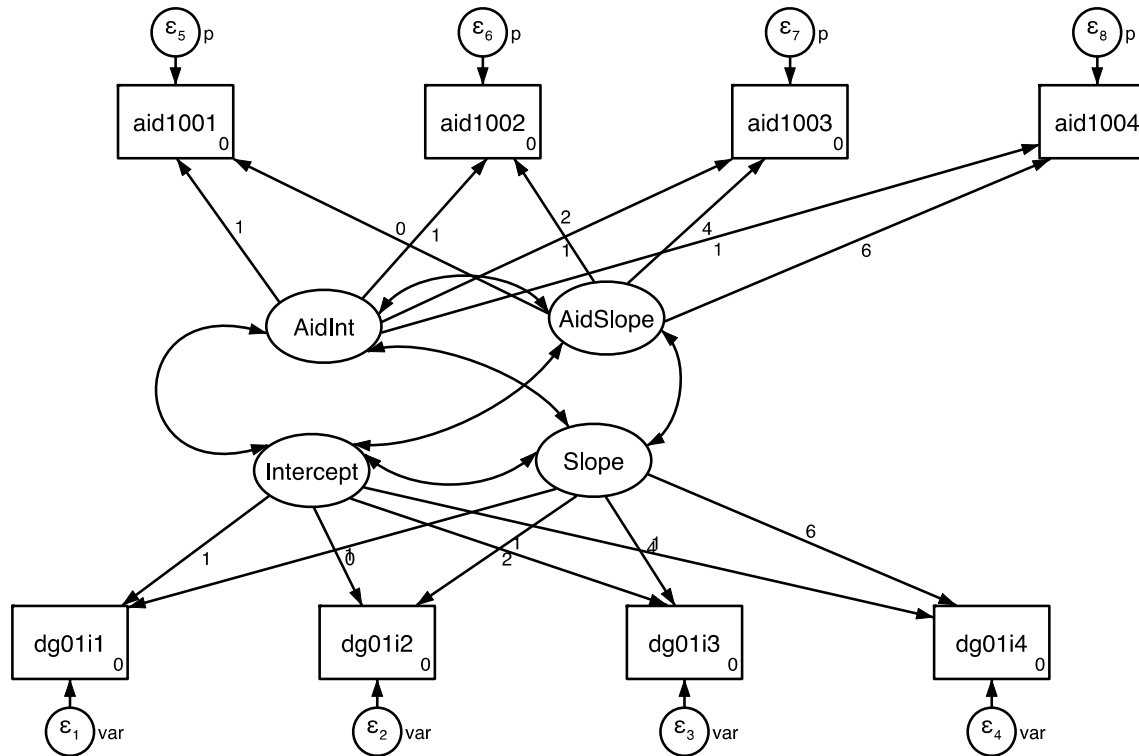 ε5 p ε6 p ε7 p ε8 p
aid1001 0 aid1002 0 aid1003 0 aid1004
1 0 1 2 1 4 1 6
AidInt AidSlope
Intercept Slope
1 1 0 1 2 1 4 1 6
dg01i1 0 dg01i2 0 dg01i3 0 dg01i4 0
ε1 var ε2 var ε3 var ε4 var